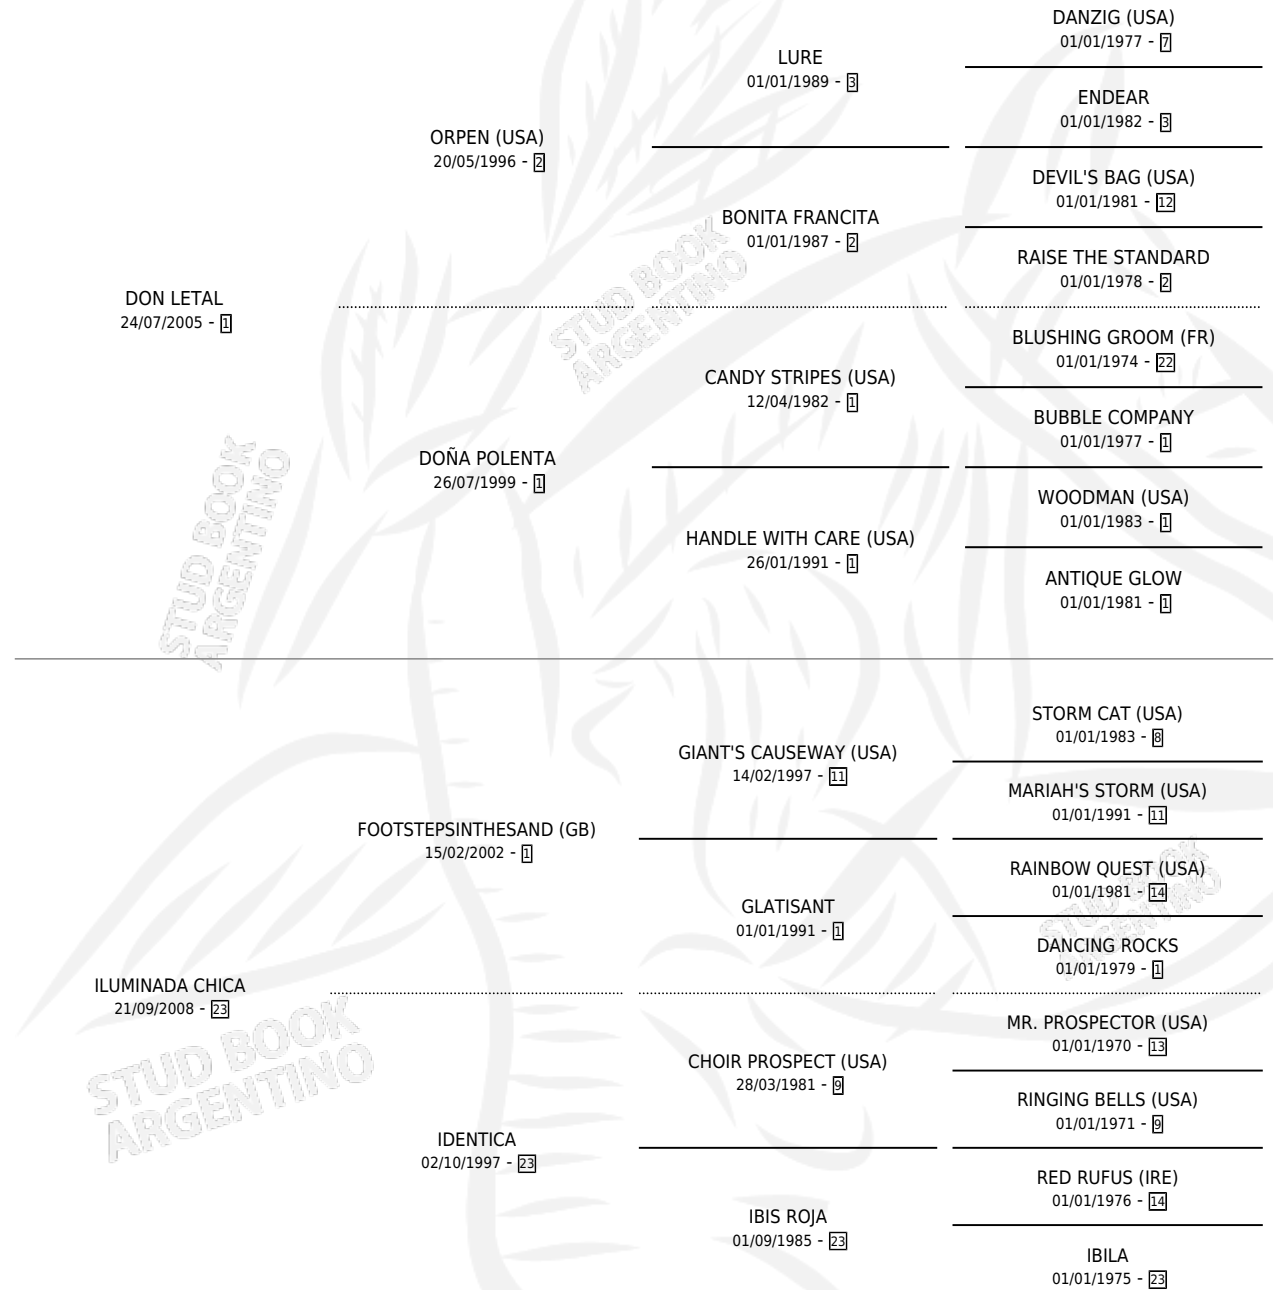 DANZIG (USA)
01/01/1977 - 7
LURE
01/01/1989 - 3
ENDEAR
01/01/1982 - 3
ORPEN (USA)
20/05/1996 - 2
DEVIL'S BAG (USA)
01/01/1981 - 12
BONITA FRANCITA
01/01/1987 - 2
RAISE THE STANDARD
01/01/1978 - 2
DON LETAL
24/07/2005 - 1
BLUSHING GROOM (FR)
01/01/1974 - 22
CANDY STRIPES (USA)
12/04/1982 - 1
BUBBLE COMPANY
01/01/1977 - 1
DOÑA POLENTA
26/07/1999 - 1
WOODMAN (USA)
01/01/1983 - 1
HANDLE WITH CARE (USA)
26/01/1991 - 1
ANTIQUE GLOW
01/01/1981 - 1
STORM CAT (USA)
01/01/1983 - 8
GIANT'S CAUSEWAY (USA)
14/02/1997 - 11
MARIAH'S STORM (USA)
01/01/1991 - 11
FOOTSTEPSINTHESAND (GB)
15/02/2002 - 1
RAINBOW QUEST (USA)
01/01/1981 - 14
GLATISANT
01/01/1991 - 1
DANCING ROCKS
01/01/1979 - 1
ILUMINADA CHICA
21/09/2008 - 23
MR. PROSPECTOR (USA)
01/01/1970 - 13
CHOIR PROSPECT (USA)
28/03/1981 - 9
RINGING BELLS (USA)
01/01/1971 - 9
IDENTICA
02/10/1997 - 23
RED RUFUS (IRE)
01/01/1976 - 14
IBIS ROJA
01/09/1985 - 23
IBILA
01/01/1975 - 23
STUD BOOK
ARGENTINO
STUD BOOK
ARGENTINO
STUD BOOK
ARGENTINO
STUD BOOK
ARGENTINO